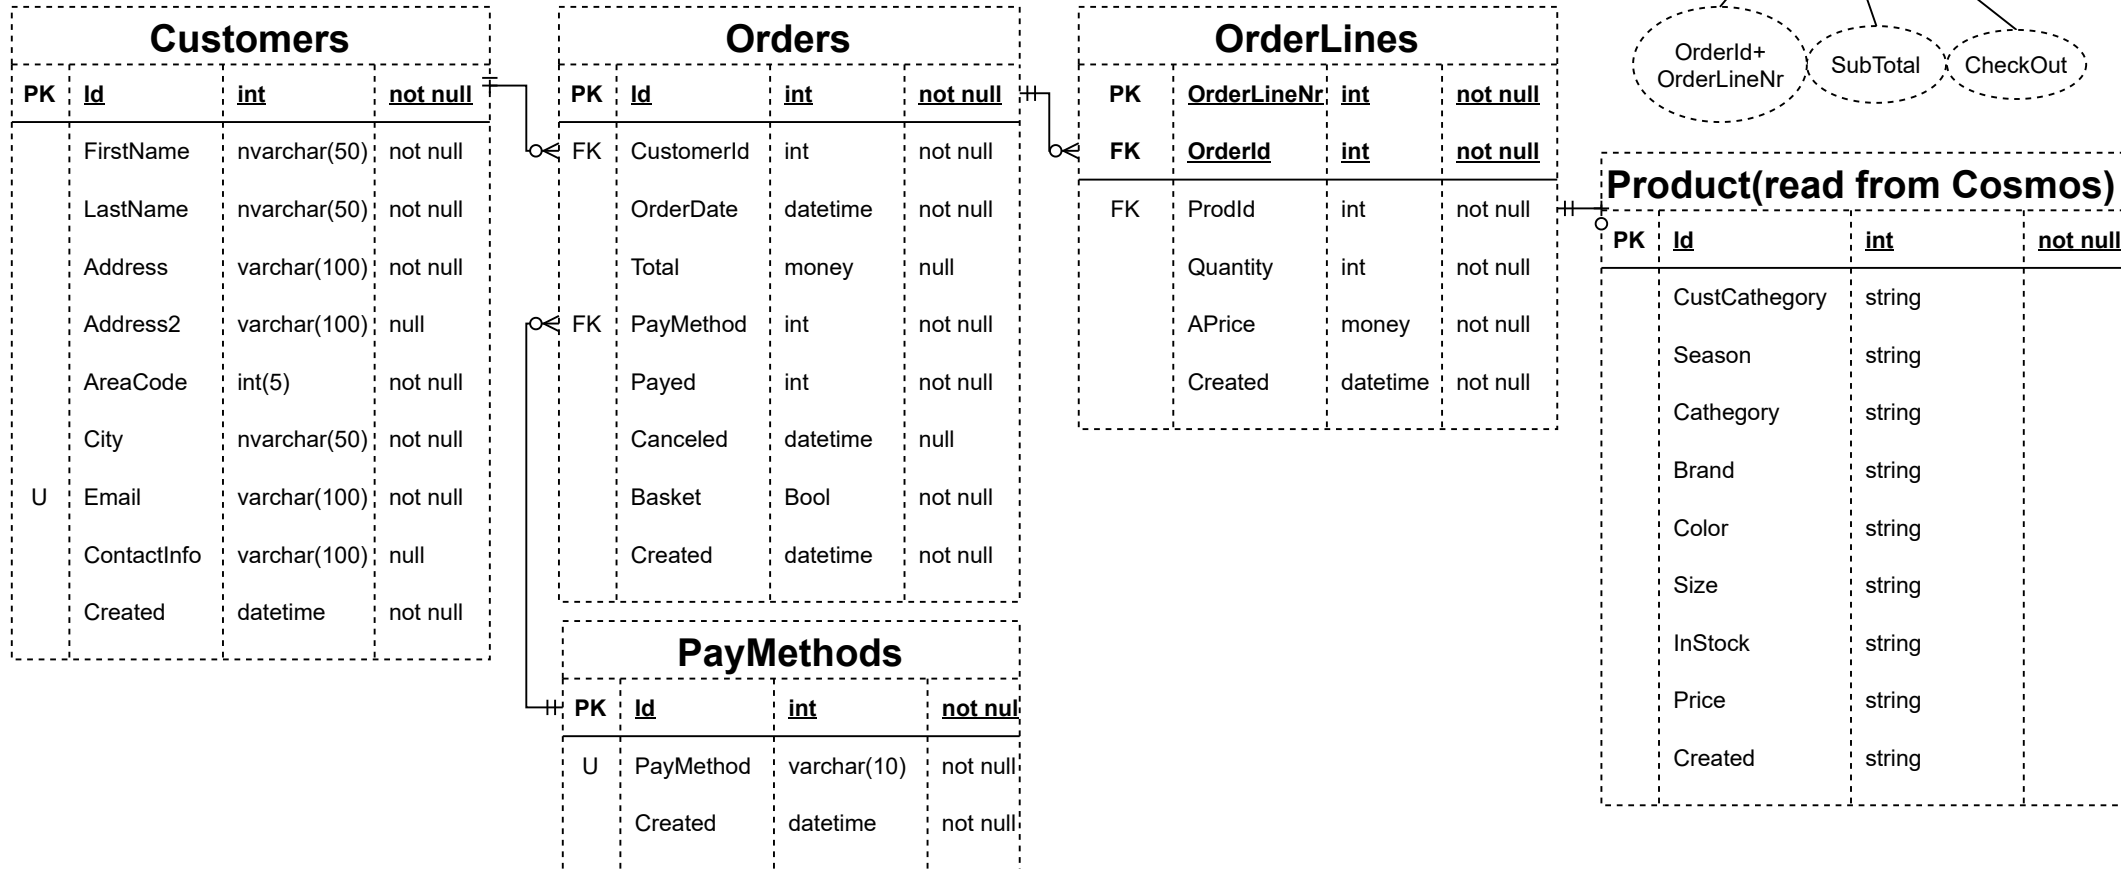 Customers
PK Id int not null
FirstName nvarchar(50) not null
LastName nvarchar(50) not null
Address varchar(100) not null
Address2 varchar(100) null
AreaCode int(5) not null
City nvarchar(50) not null
U Email varchar(100) not null
ContactInfo varchar(100) null
Created datetime not null
Orders
PK Id int not null
FK CustomerId int not null
OrderDate datetime not null
Total money null
FK PayMethod int not null
Payed int not null
Canceled datetime null
Basket Bool not null
Created datetime not null
PayMethods
PK Id int not nul
U PayMethod varchar(10) not null
Created datetime not null
OrderLines
PK OrderLineNr int not null
FK OrderId int not null
FK ProdId int not null
Quantity int not null
APrice money not null
Created datetime not null
OrderId+
OrderLineNr
SubTotal
CheckOut
Product(read from Cosmos)
PK Id int not null
CustCathegory string
Season string
Cathegory string
Brand string
Color string
Size string
InStock string
Price string
Created string